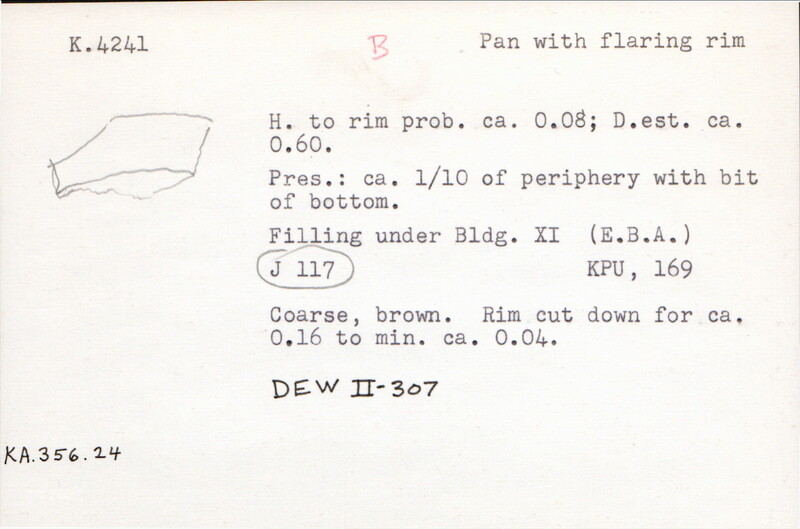 K.4241 B Pan with flaring rim
H. to rim prob. ca. 0.08; D.est. ca.
0.60.
Pres.: ca. 1/10 of periphery with bit
of bottom.
Filling under Bldg. XI (E.B.A.)
J 117 KPU, 169
Coarse, brown. Rim cut down for ca.
0.16 to min. ca. 0.04.
DEW II-307
KA.356.24